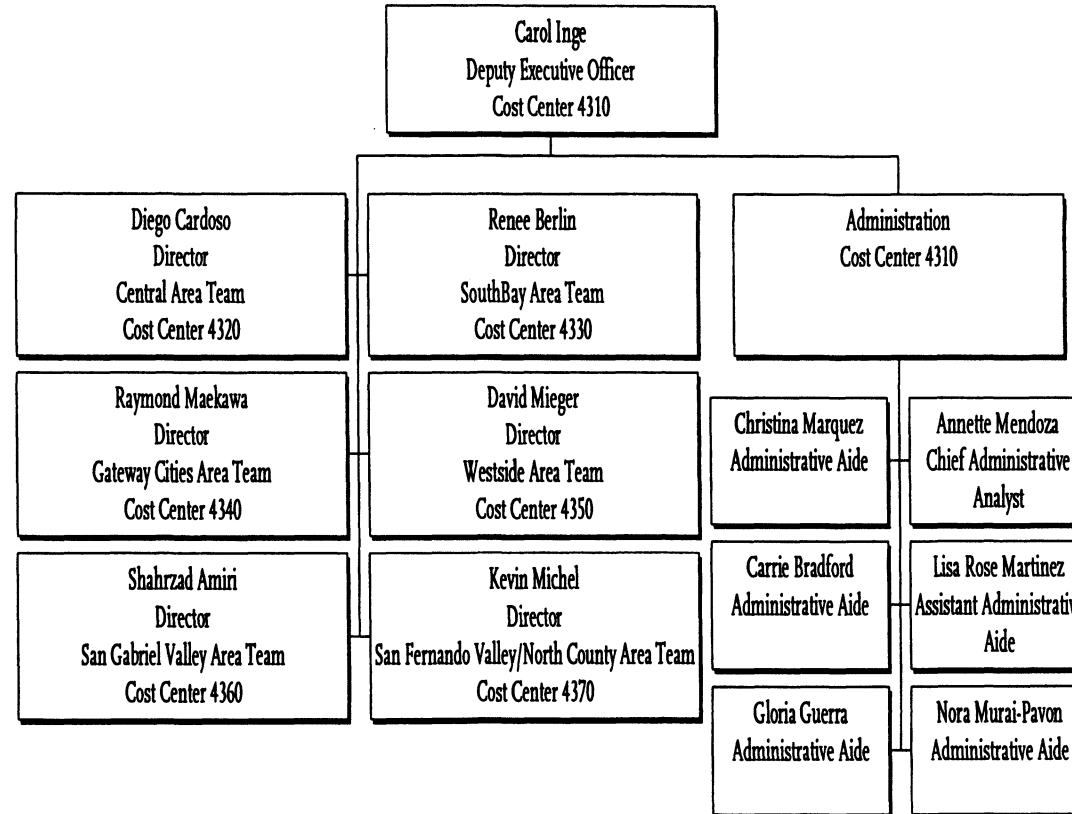 Carol Inge
Deputy Executive Officer
Cost Center 4310
Diego Cardoso
Director
Central Area Team
Cost Center 4320
Renee Berlin
Director
SouthBay Area Team
Cost Center 4330
Administration
Cost Center 4310
Raymond Maekawa
Director
Gateway Cities Area Team
Cost Center 4340
David Mieger
Director
Westside Area Team
Cost Center 4350
Shahrzad Amiri
Director
San Gabriel Valley Area Team
Cost Center 4360
Kevin Michel
Director
San Fernando Valley/North County Area Team
Cost Center 4370
Christina Marquez
Administrative Aide
Annette Mendoza
Chief Administrative
Analyst
Carrie Bradford
Administrative Aide
Lisa Rose Martinez
Assistant Administrativ
Aide
Gloria Guerra
Administrative Aide
Nora Murai-Pavon
Administrative Aide